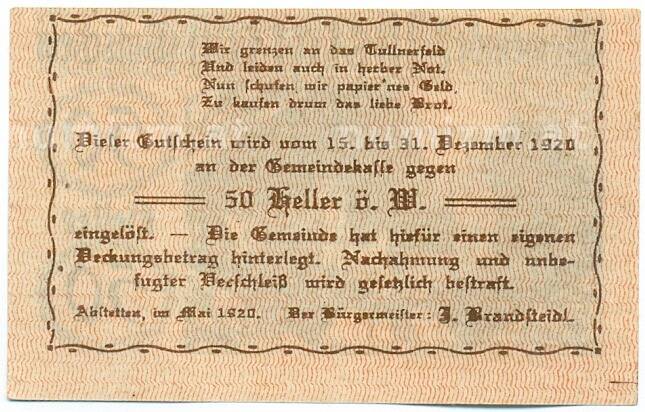 Wir grenzen an das Tullnerfeld
Und leiden auch in herber Not.
Nun schufen wir papier'nes Geld,
Zu kaufen drum das liebe Brot.
Dieser Gutschein wird vom 15. bis 31. Dezember 1920
an der Gemeindekasse gegen
50 Heller ö. W.
eingelöst. — Die Gemeinde hat hiefür einen eigenen
Deckungsbetrag hinterlegt. Nachahmung und unbe-
fugter Verschleiß wird gesetzlich bestraft.
Abstetten, im Mai 1920. Der Bürgermeister: J. Brandsteidl.